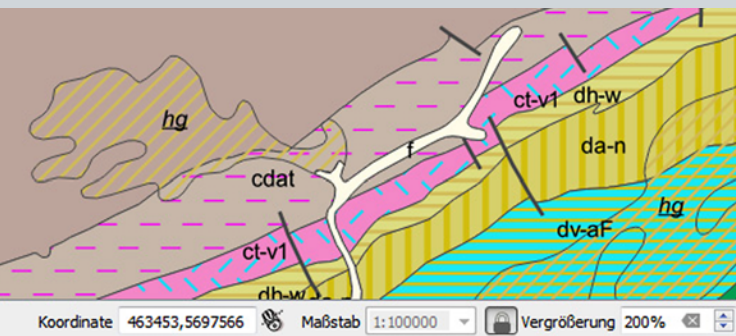 ct-v1
dh-w
hg
da-n
f
cdat
hg
dv-aF
ct-v1
dh-w
Koordinate 463453,5697566 Maßstab 1:100000 Vergrößerung 200%